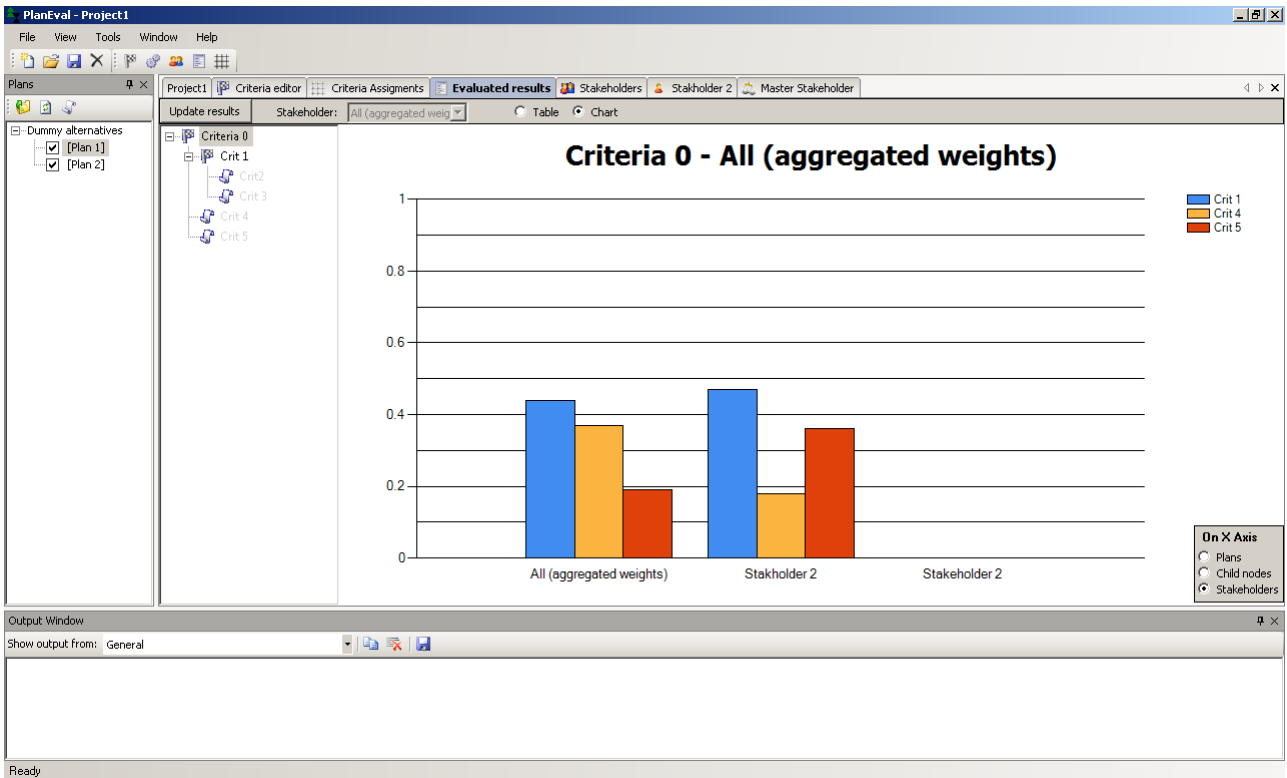 PlanEval - Project1
File View Tools Window Help
Plans
Project1 Criteria editor Criteria Assigments Evaluated results Stakeholders Stakholder 2 Master Stakeholder
Update results Stakeholder: All (aggregated weig Table Chart
Dummy alternatives
[Plan 1]
[Plan 2]
Criteria 0
Crit 1
Crit2
Crit 3
Crit 4
Crit 5
Criteria 0 - All (aggregated weights)
1
0.8
0.6
0.4
0.2
0
All (aggregated weights) Stakholder 2 Stakeholder 2
Crit 1
Crit 4
Crit 5
On X Axis
Plans
Child nodes
Stakeholders
Output Window
Show output from: General
Ready